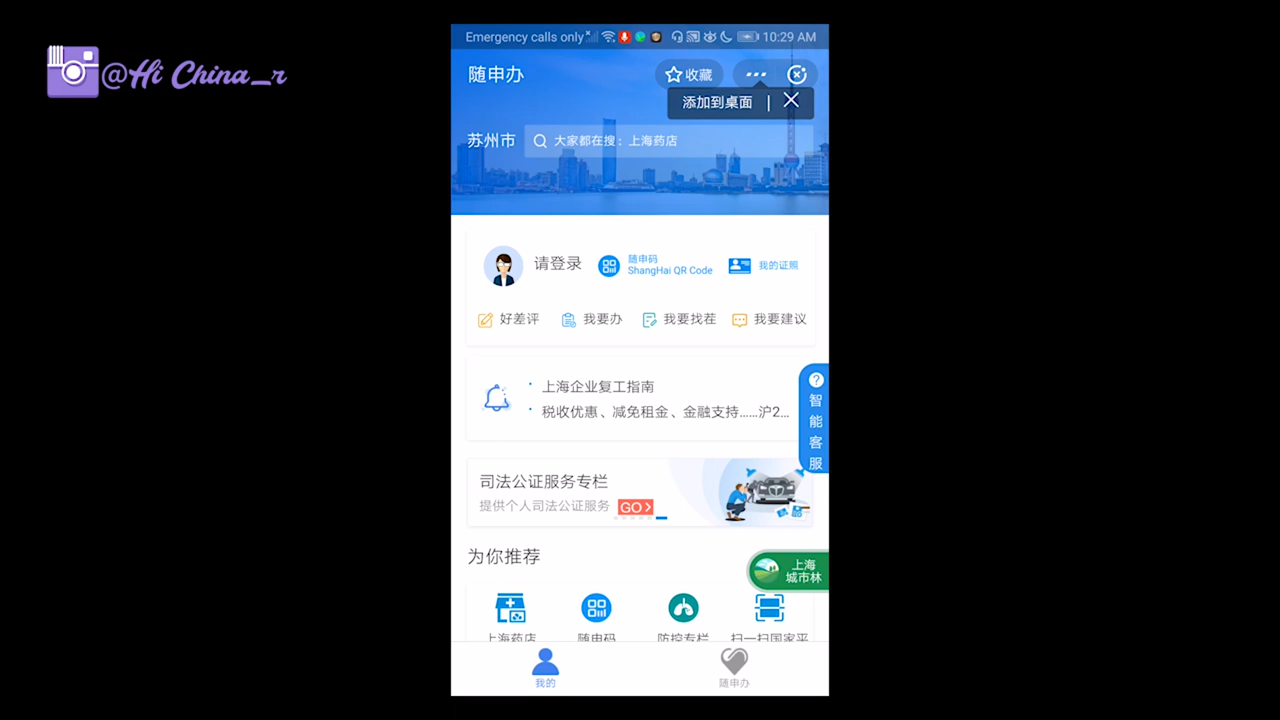 @Hi China_r
Emergency calls only
10:29 AM
随申办
收藏
添加到桌面
苏州市
大家都在搜：上海药店
请登录
随申码
ShangHai QR Code
我的证照
好差评
我要办
我要找茬
我要建议
上海企业复工指南
税收优惠、减免租金、金融支持……沪2...
智能客服
司法公证服务专栏
提供个人司法公证服务
GO
为你推荐
上海
城市林
上海药店
随申码
防控专栏
扫一扫国家平
我的
随申办